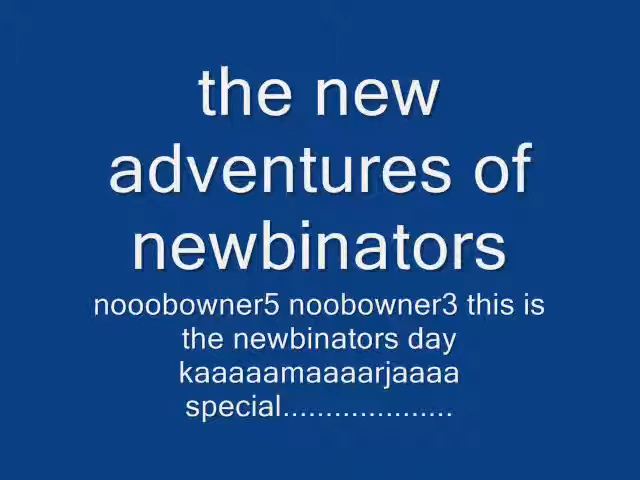 the new
adventures of
newbinators
nooobowner5 noobowner3 this is
the newbinators day
kaaaaamaaaarjaaaa
special....................